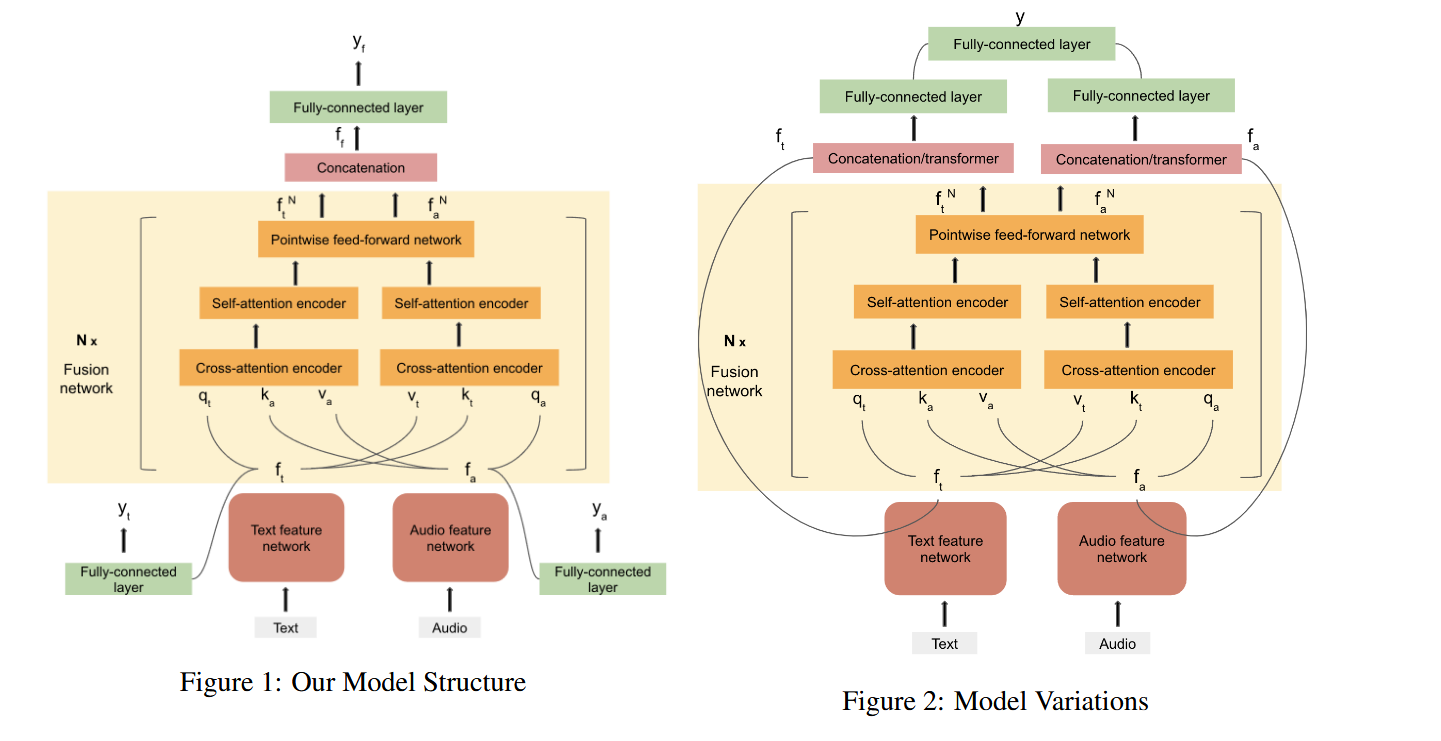 y_f
Fully-connected layer
f_f
Concatenation
f_t^N
f_a^N
Pointwise feed-forward network
Self-attention encoder
Self-attention encoder
N x
Fusion
network
Cross-attention encoder
Cross-attention encoder
q_t
k_a
v_a
v_t
k_t
q_a
f_t
f_a
y_t
Fully-connected
layer
Text feature
network
Audio feature
network
y_a
Fully-connected
layer
Text
Audio
Figure 1: Our Model Structure
y
Fully-connected layer
Fully-connected layer
Fully-connected layer
f_t
Concatenation/transformer
Concatenation/transformer
f_a
f_t^N
f_a^N
Pointwise feed-forward network
Self-attention encoder
Self-attention encoder
N x
Fusion
network
Cross-attention encoder
Cross-attention encoder
q_t
k_a
v_a
v_t
k_t
q_a
f_t
f_a
Text feature
network
Audio feature
network
Text
Audio
Figure 2: Model Variations